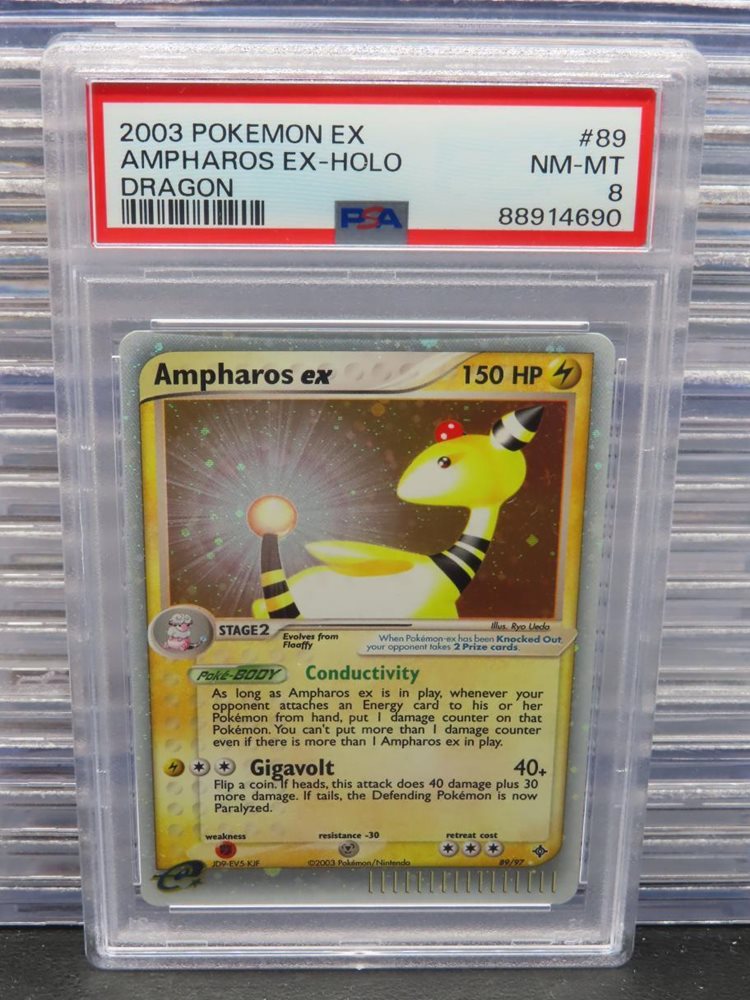 2003 POKEMON EX #89
AMPHAROS EX-HOLO NM-MT
DRAGON 8
PSA 88914690
Ampharos ex 150 HP
Illus. Ryo Ueda
STAGE2 Evolves from
Flaaffy
When Pokémon-ex has been Knocked Out,
your opponent takes 2 Prize cards.
Poké-BODY Conductivity
As long as Ampharos ex is in play, whenever your
opponent attaches an Energy card to his or her
Pokémon from hand, put 1 damage counter on that
Pokémon. You can't put more than 1 damage counter
even if there is more than 1 Ampharos ex in play.
Gigavolt 40+
Flip a coin. If heads, this attack does 40 damage plus 30
more damage. If tails, the Defending Pokémon is now
Paralyzed.
weakness resistance -30 retreat cost
JD9-EV5-KJF ©2003 Pokémon/Nintendo 89/97
e